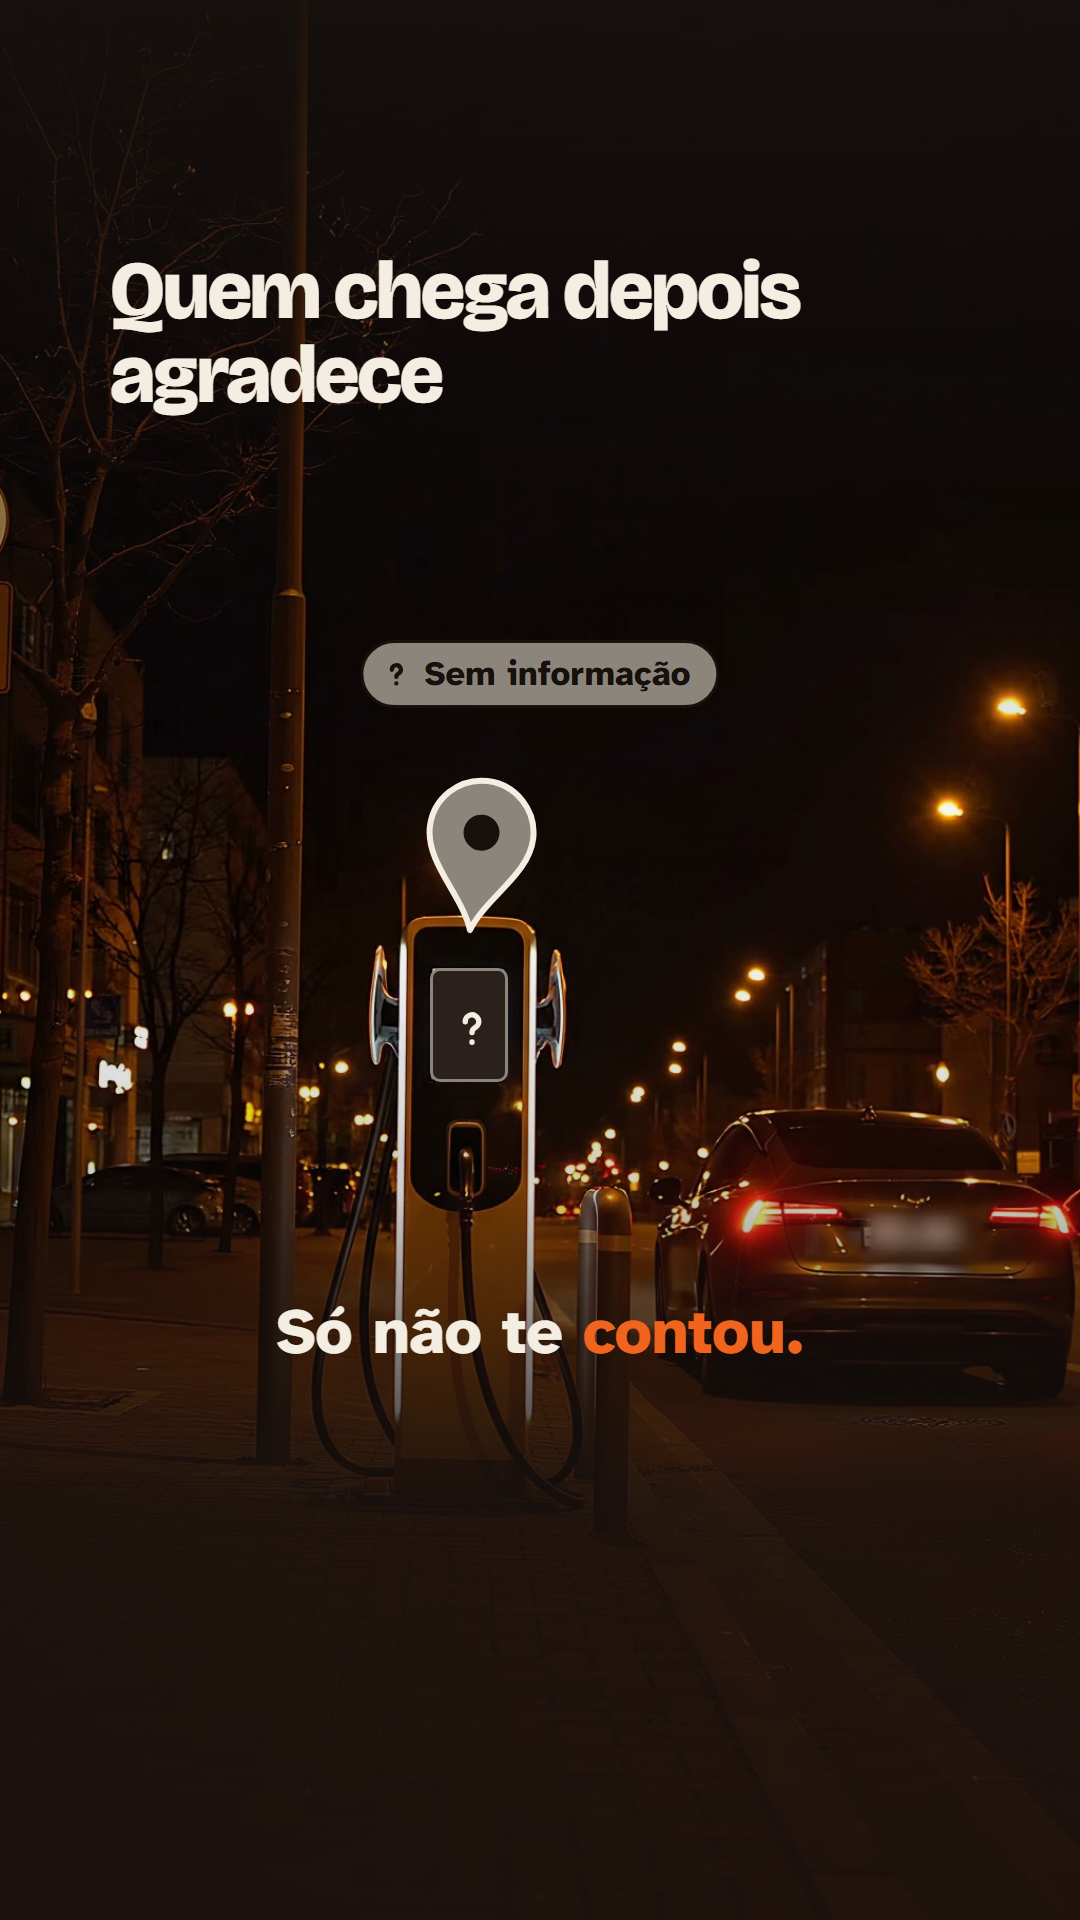 Quem chega depois
agradece
? Sem informação
?
Só não te contou.